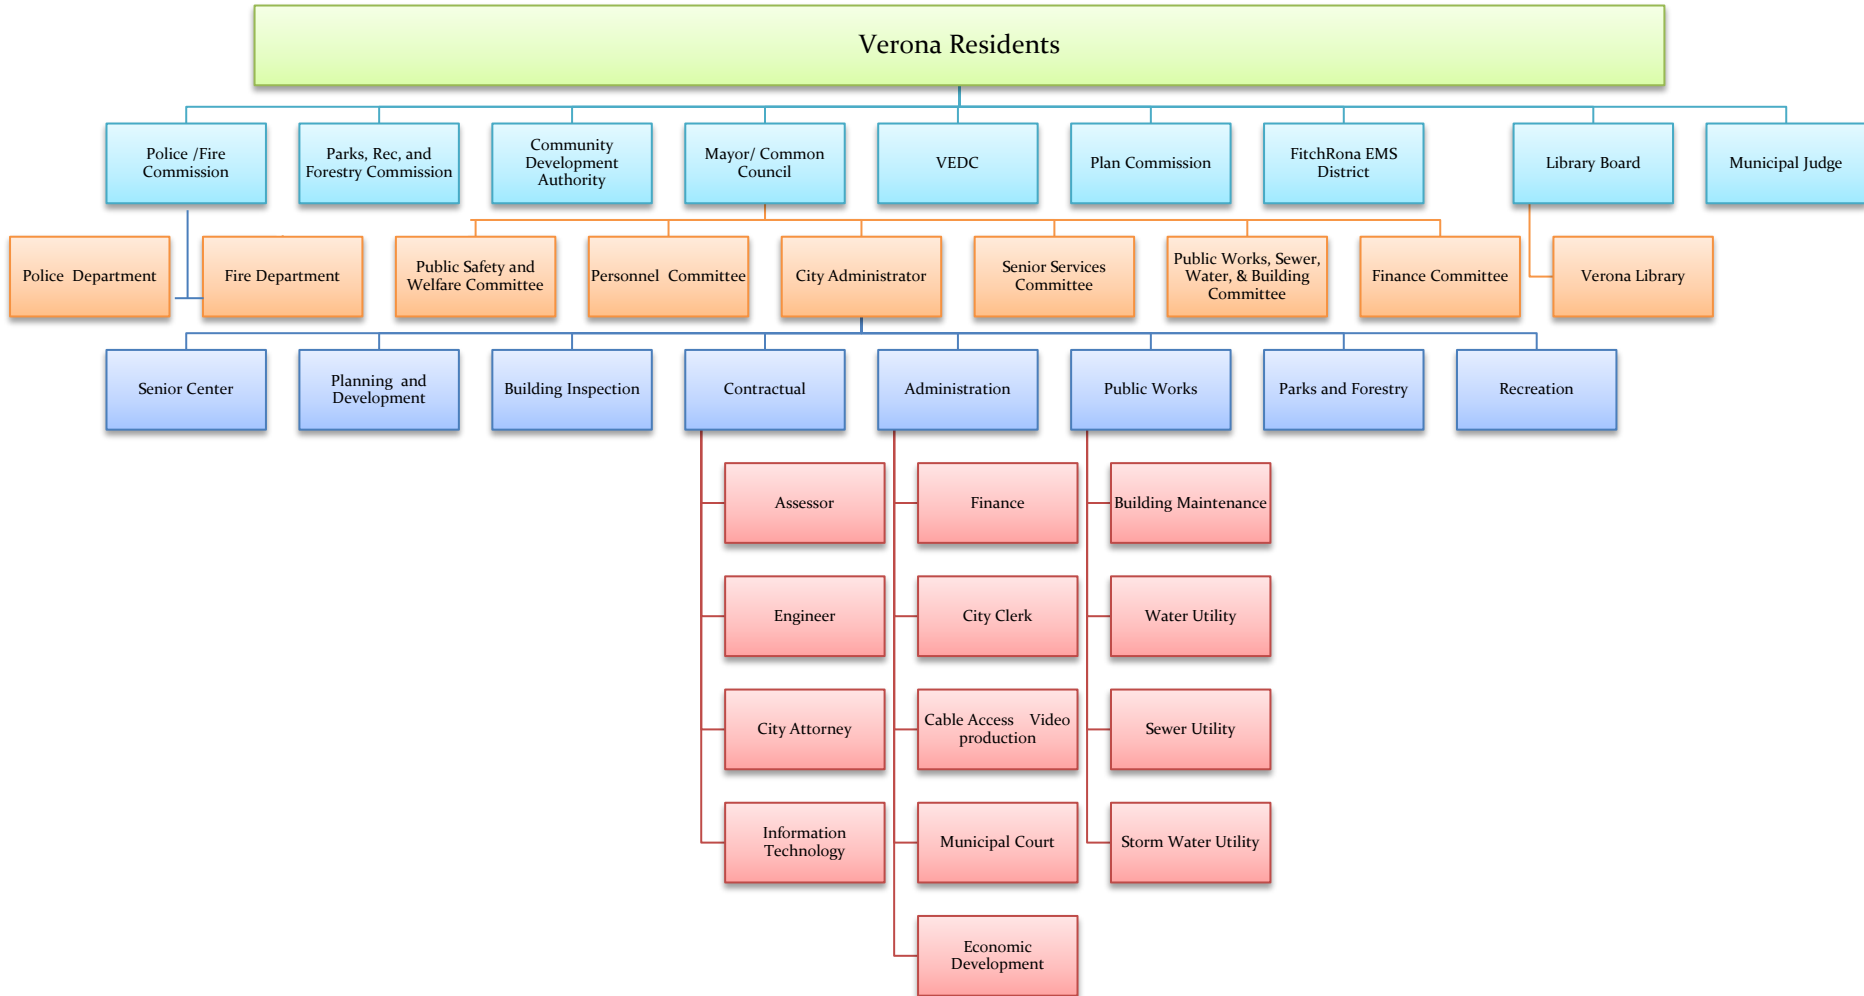 Verona Residents
Police /Fire
Commission
Parks, Rec, and
Forestry Commission
Community
Development
Authority
Mayor/ Common
Council
VEDC
Plan Commission
FitchRona EMS
District
Library Board
Municipal Judge
Police Department
Fire Department
Public Safety and
Welfare Committee
Personnel Committee
City Administrator
Senior Services
Committee
Public Works, Sewer,
Water, & Building
Committee
Finance Committee
Verona Library
Senior Center
Planning and
Development
Building Inspection
Contractual
Administration
Public Works
Parks and Forestry
Recreation
Assessor
Finance
Building Maintenance
Engineer
City Clerk
Water Utility
City Attorney
Cable Access Video
production
Sewer Utility
Information
Technology
Municipal Court
Storm Water Utility
Economic
Development